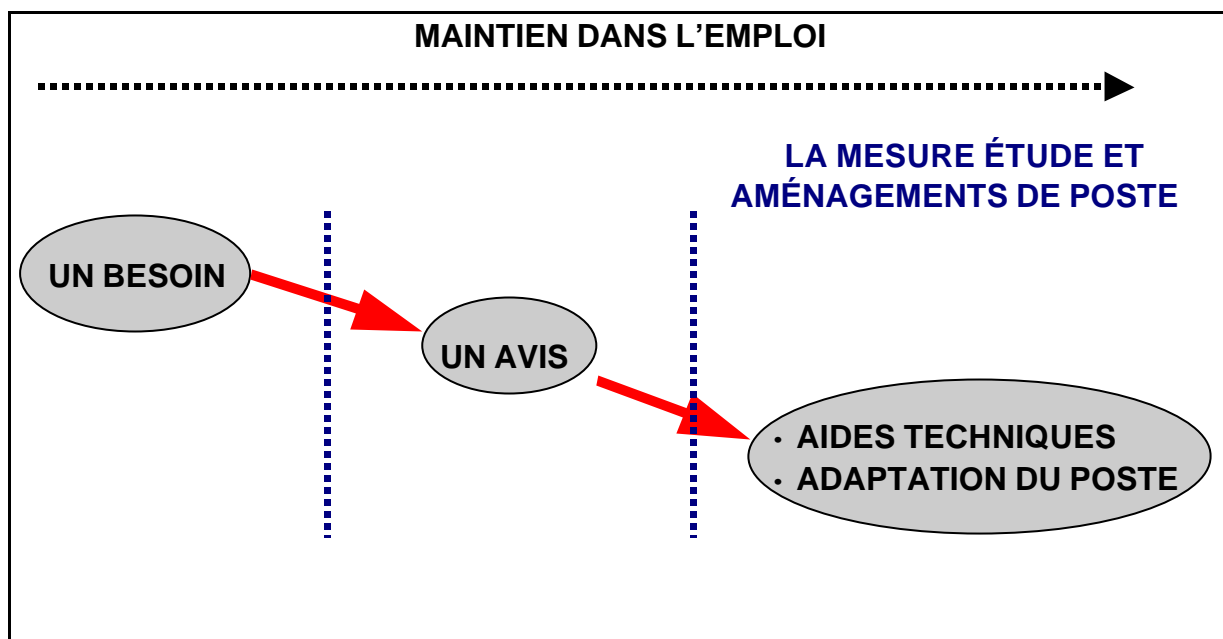 MAINTIEN DANS L’EMPLOI
LA MESURE ÉTUDE ET
AMÉNAGEMENTS DE POSTE
UN BESOIN
UN AVIS
· AIDES TECHNIQUES
· ADAPTATION DU POSTE